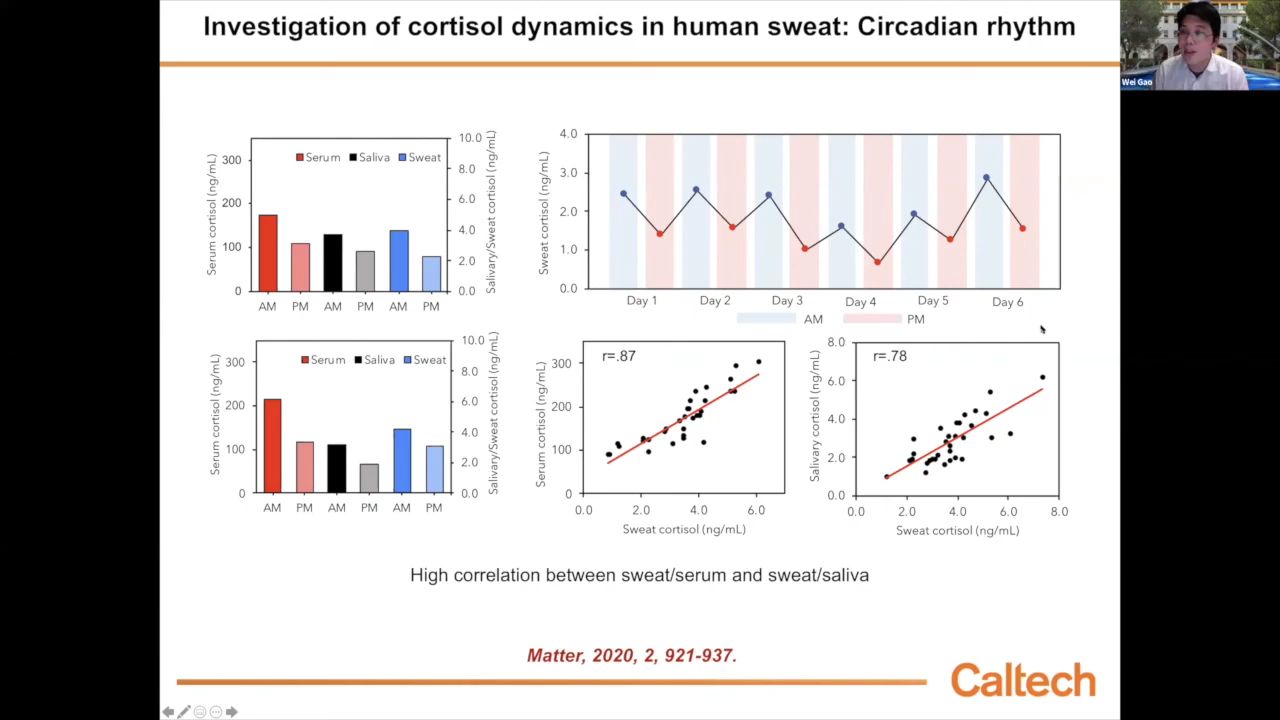 Investigation of cortisol dynamics in human sweat: Circadian rhythm
Wei Gao
Serum cortisol (ng/mL)
300
200
100
0
Serum Saliva Sweat
10.0
8.0
6.0
4.0
2.0
0.0
Salivary/Sweat cortisol (ng/mL)
AM PM AM PM AM PM
Sweat cortisol (ng/mL)
4.0
3.0
2.0
1.0
0.0
Day 1 Day 2 Day 3 Day 4 Day 5 Day 6
AM PM
Serum cortisol (ng/mL)
300
200
100
0
Serum Saliva Sweat
10.0
8.0
6.0
4.0
2.0
0.0
Salivary/Sweat cortisol (ng/mL)
AM PM AM PM AM PM
r=.87
Serum cortisol (ng/mL)
300
200
100
0
0.0 2.0 4.0 6.0
Sweat cortisol (ng/mL)
r=.78
Salivary cortisol (ng/mL)
8.0
6.0
4.0
2.0
0.0
0.0 2.0 4.0 6.0 8.0
Sweat cortisol (ng/mL)
High correlation between sweat/serum and sweat/saliva
Matter, 2020, 2, 921-937.
Caltech